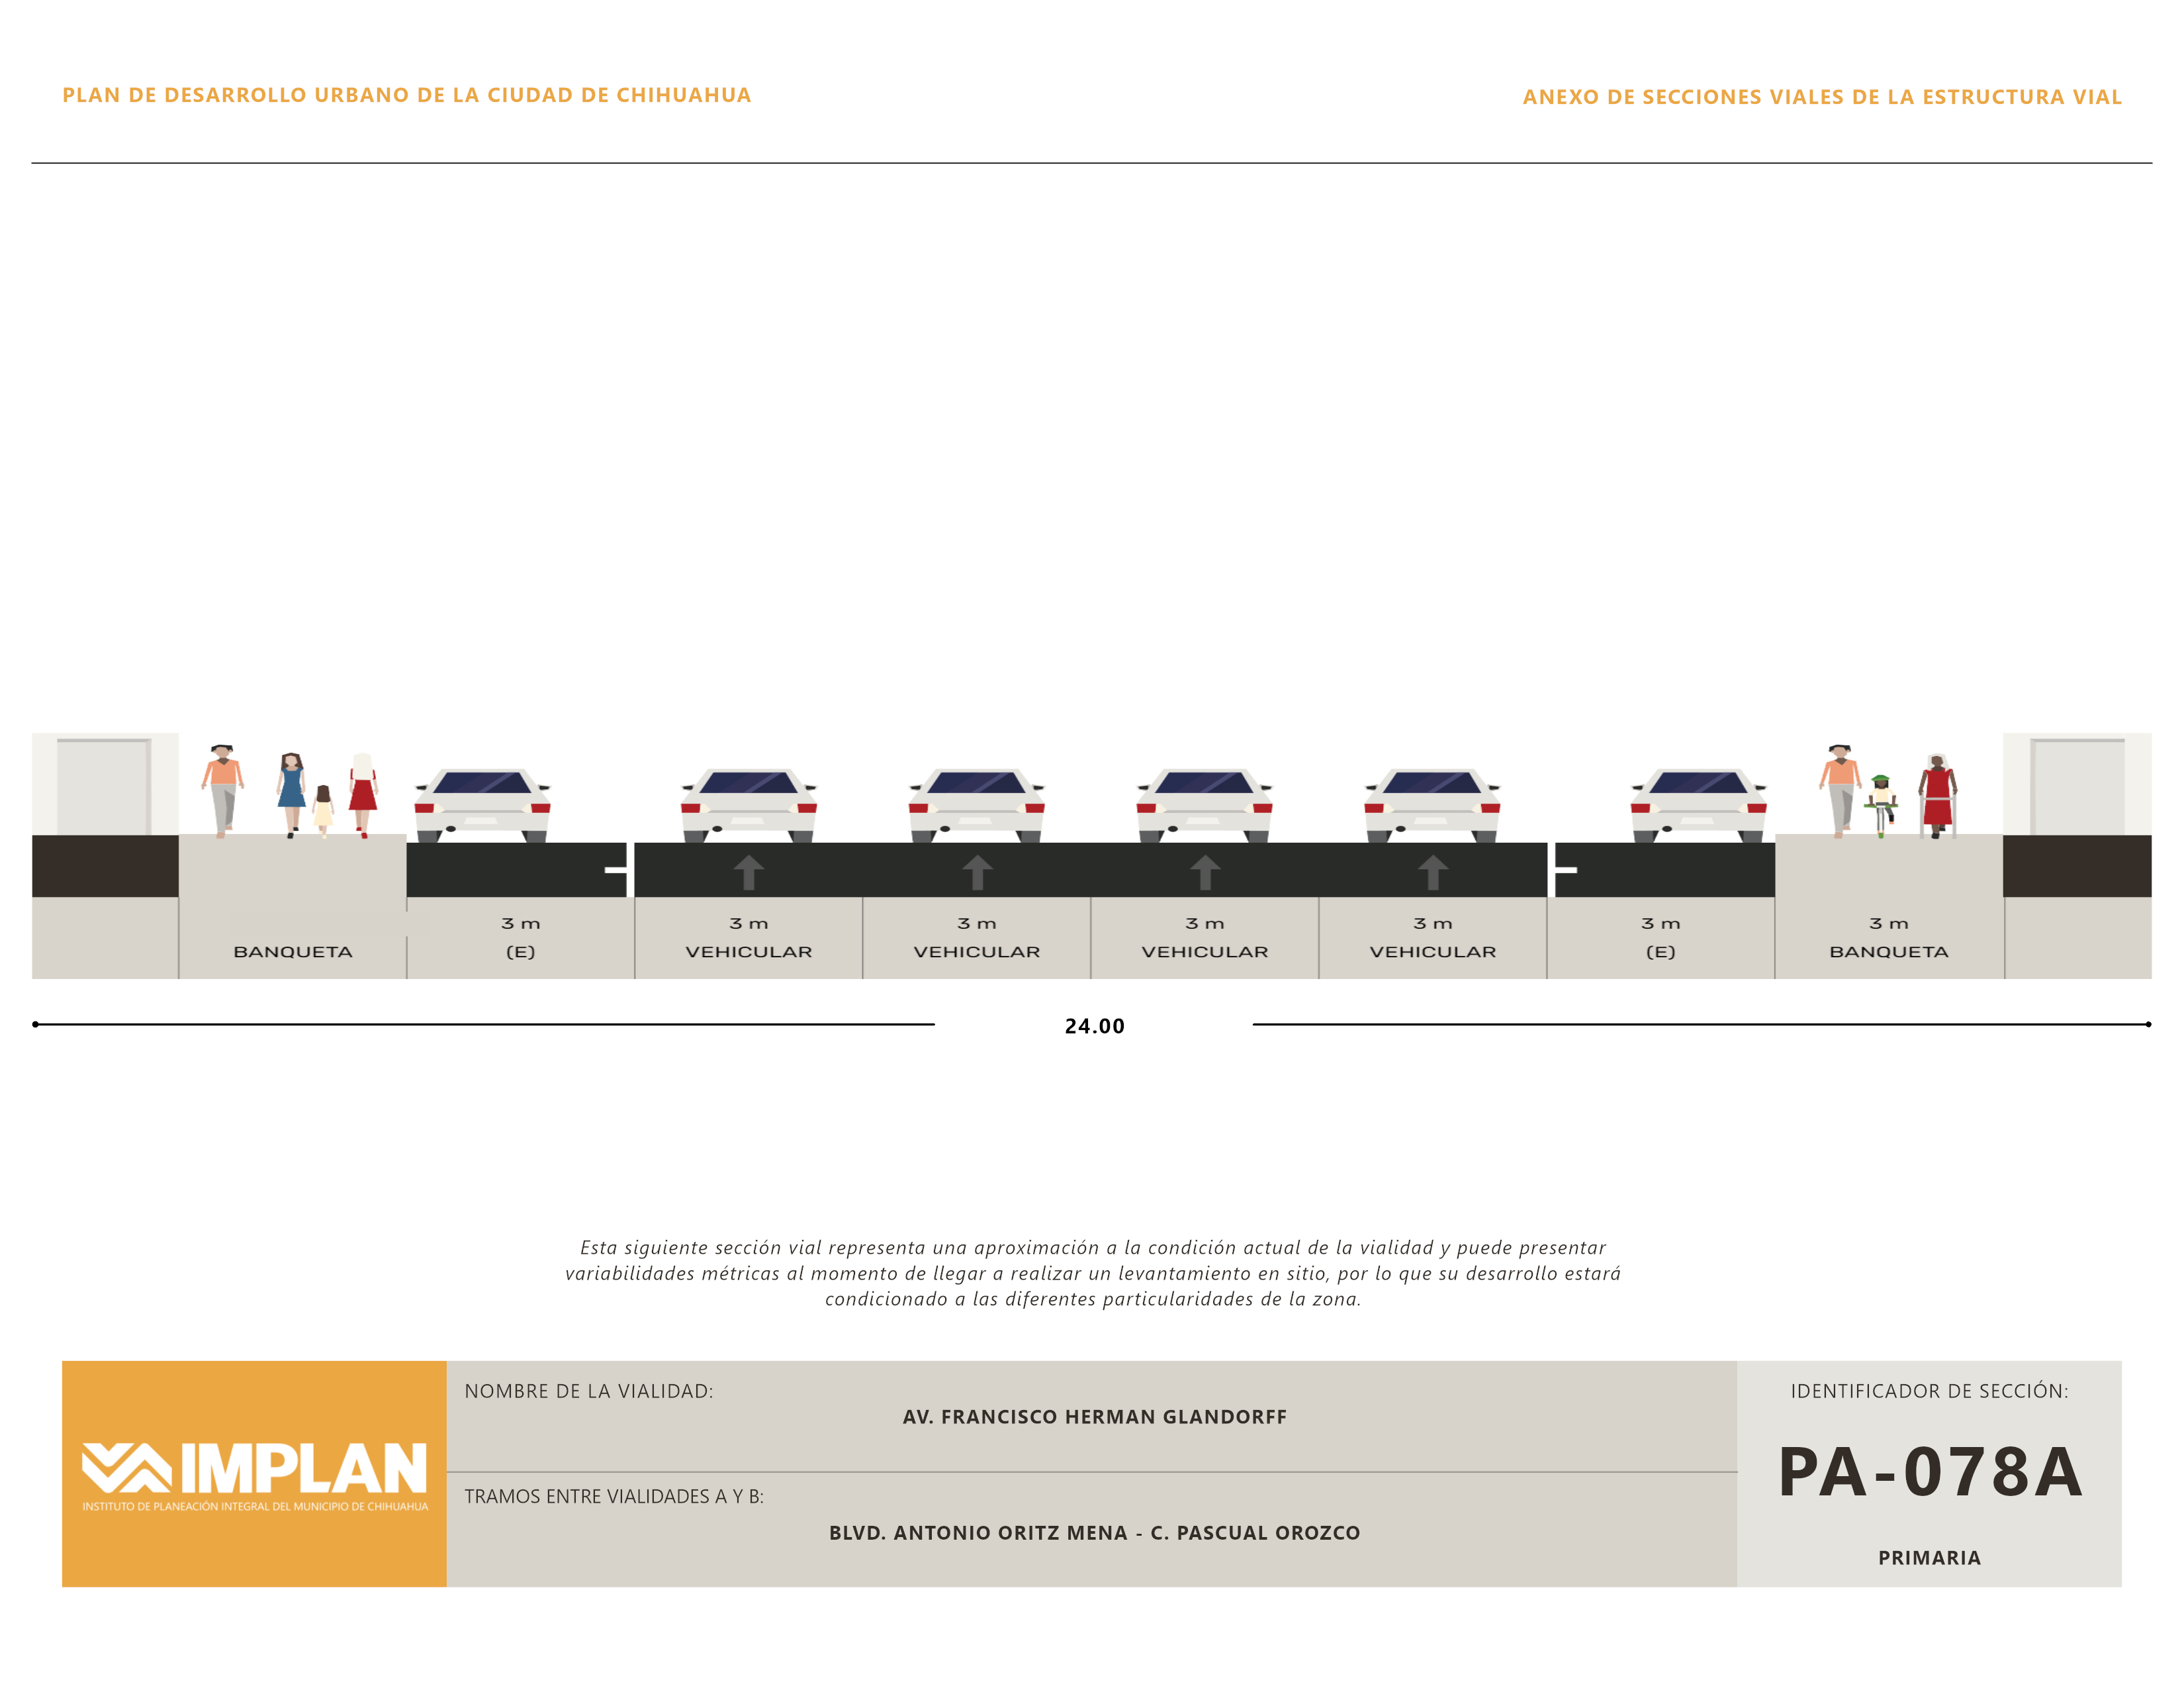 PLAN DE DESARROLLO URBANO DE LA CIUDAD DE CHIHUAHUA
ANEXO DE SECCIONES VIALES DE LA ESTRUCTURA VIAL
3 m 3 m 3 m 3 m 3 m 3 m 3 m
BANQUETA (E) VEHICULAR VEHICULAR VEHICULAR VEHICULAR (E) BANQUETA
24.00
Esta siguiente sección vial representa una aproximación a la condición actual de la vialidad y puede presentar
variabilidades métricas al momento de llegar a realizar un levantamiento en sitio, por lo que su desarrollo estará
condicionado a las diferentes particularidades de la zona.
IMPLAN
INSTITUTO DE PLANEACIÓN INTEGRAL DEL MUNICIPIO DE CHIHUAHUA
NOMBRE DE LA VIALIDAD:
AV. FRANCISCO HERMAN GLANDORFF
TRAMOS ENTRE VIALIDADES A Y B:
BLVD. ANTONIO ORITZ MENA - C. PASCUAL OROZCO
IDENTIFICADOR DE SECCIÓN:
PA-078A
PRIMARIA